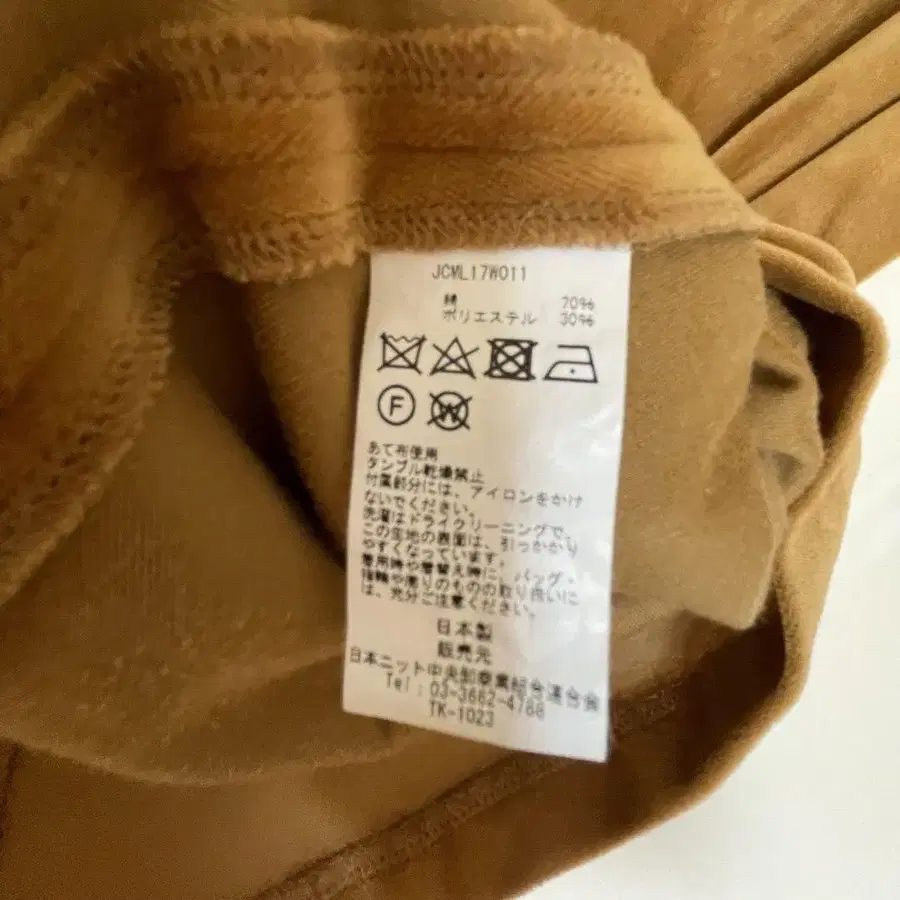 JCML17W011
綿 70%
ポリエステル 30%
F
W
あて布使用
タンブル乾燥禁止
付属部分には、アイロンをかけ
ないでください。
洗濯はドライクリーニングで。
この生地の表面は、引っかかり
やすくなっています。
着用時や着替え時に、バッグ・
指輪や周りのものの取り扱いに
は、充分ご注意ください。
日本製
販売元
日本ニット中央卸商業組合連合会
Tel:03-3662-4788
TK-1023